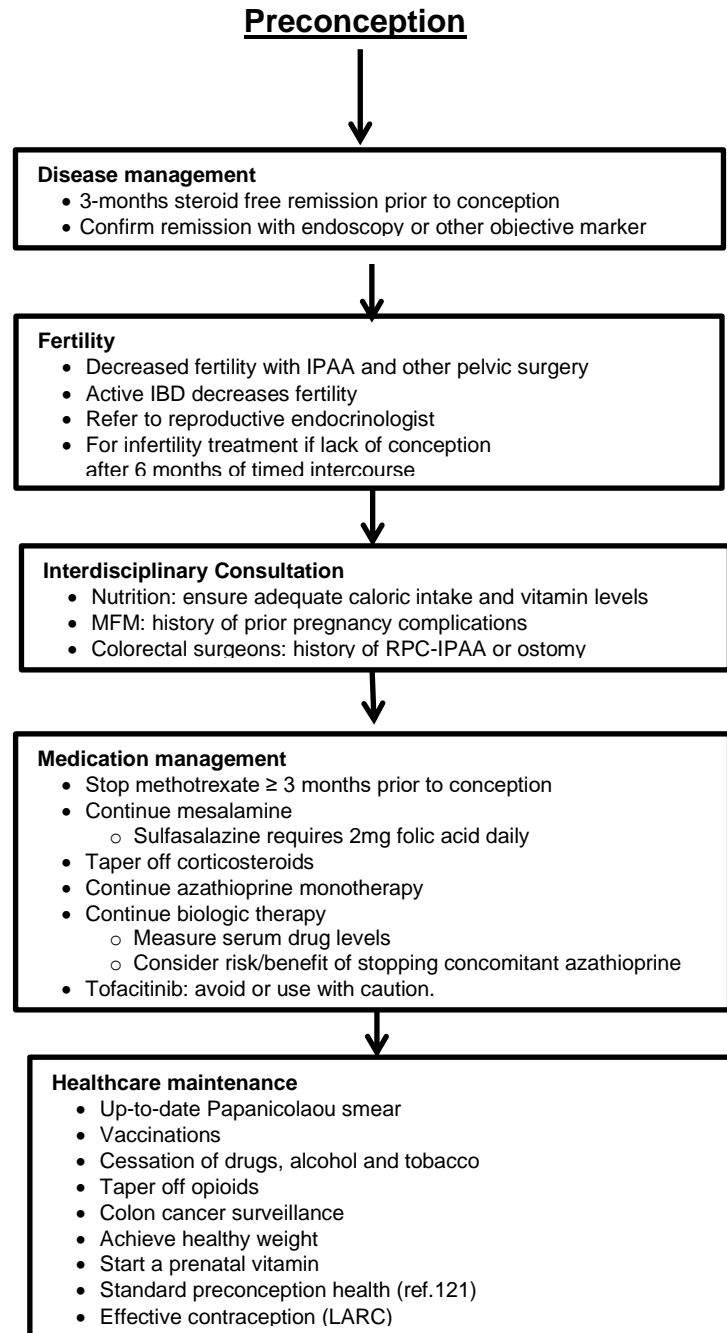 Preconception
Disease management
• 3-months steroid free remission prior to conception
• Confirm remission with endoscopy or other objective marker
Fertility
• Decreased fertility with IPAA and other pelvic surgery
• Active IBD decreases fertility
• Refer to reproductive endocrinologist
• For infertility treatment if lack of conception
after 6 months of timed intercourse
Interdisciplinary Consultation
• Nutrition: ensure adequate caloric intake and vitamin levels
• MFM: history of prior pregnancy complications
• Colorectal surgeons: history of RPC-IPAA or ostomy
Medication management
• Stop methotrexate ≥ 3 months prior to conception
• Continue mesalamine
o Sulfasalazine requires 2mg folic acid daily
• Taper off corticosteroids
• Continue azathioprine monotherapy
• Continue biologic therapy
o Measure serum drug levels
o Consider risk/benefit of stopping concomitant azathioprine
• Tofacitinib: avoid or use with caution.
Healthcare maintenance
• Up-to-date Papanicolaou smear
• Vaccinations
• Cessation of drugs, alcohol and tobacco
• Taper off opioids
• Colon cancer surveillance
• Achieve healthy weight
• Start a prenatal vitamin
• Standard preconception health (ref.121)
• Effective contraception (LARC)